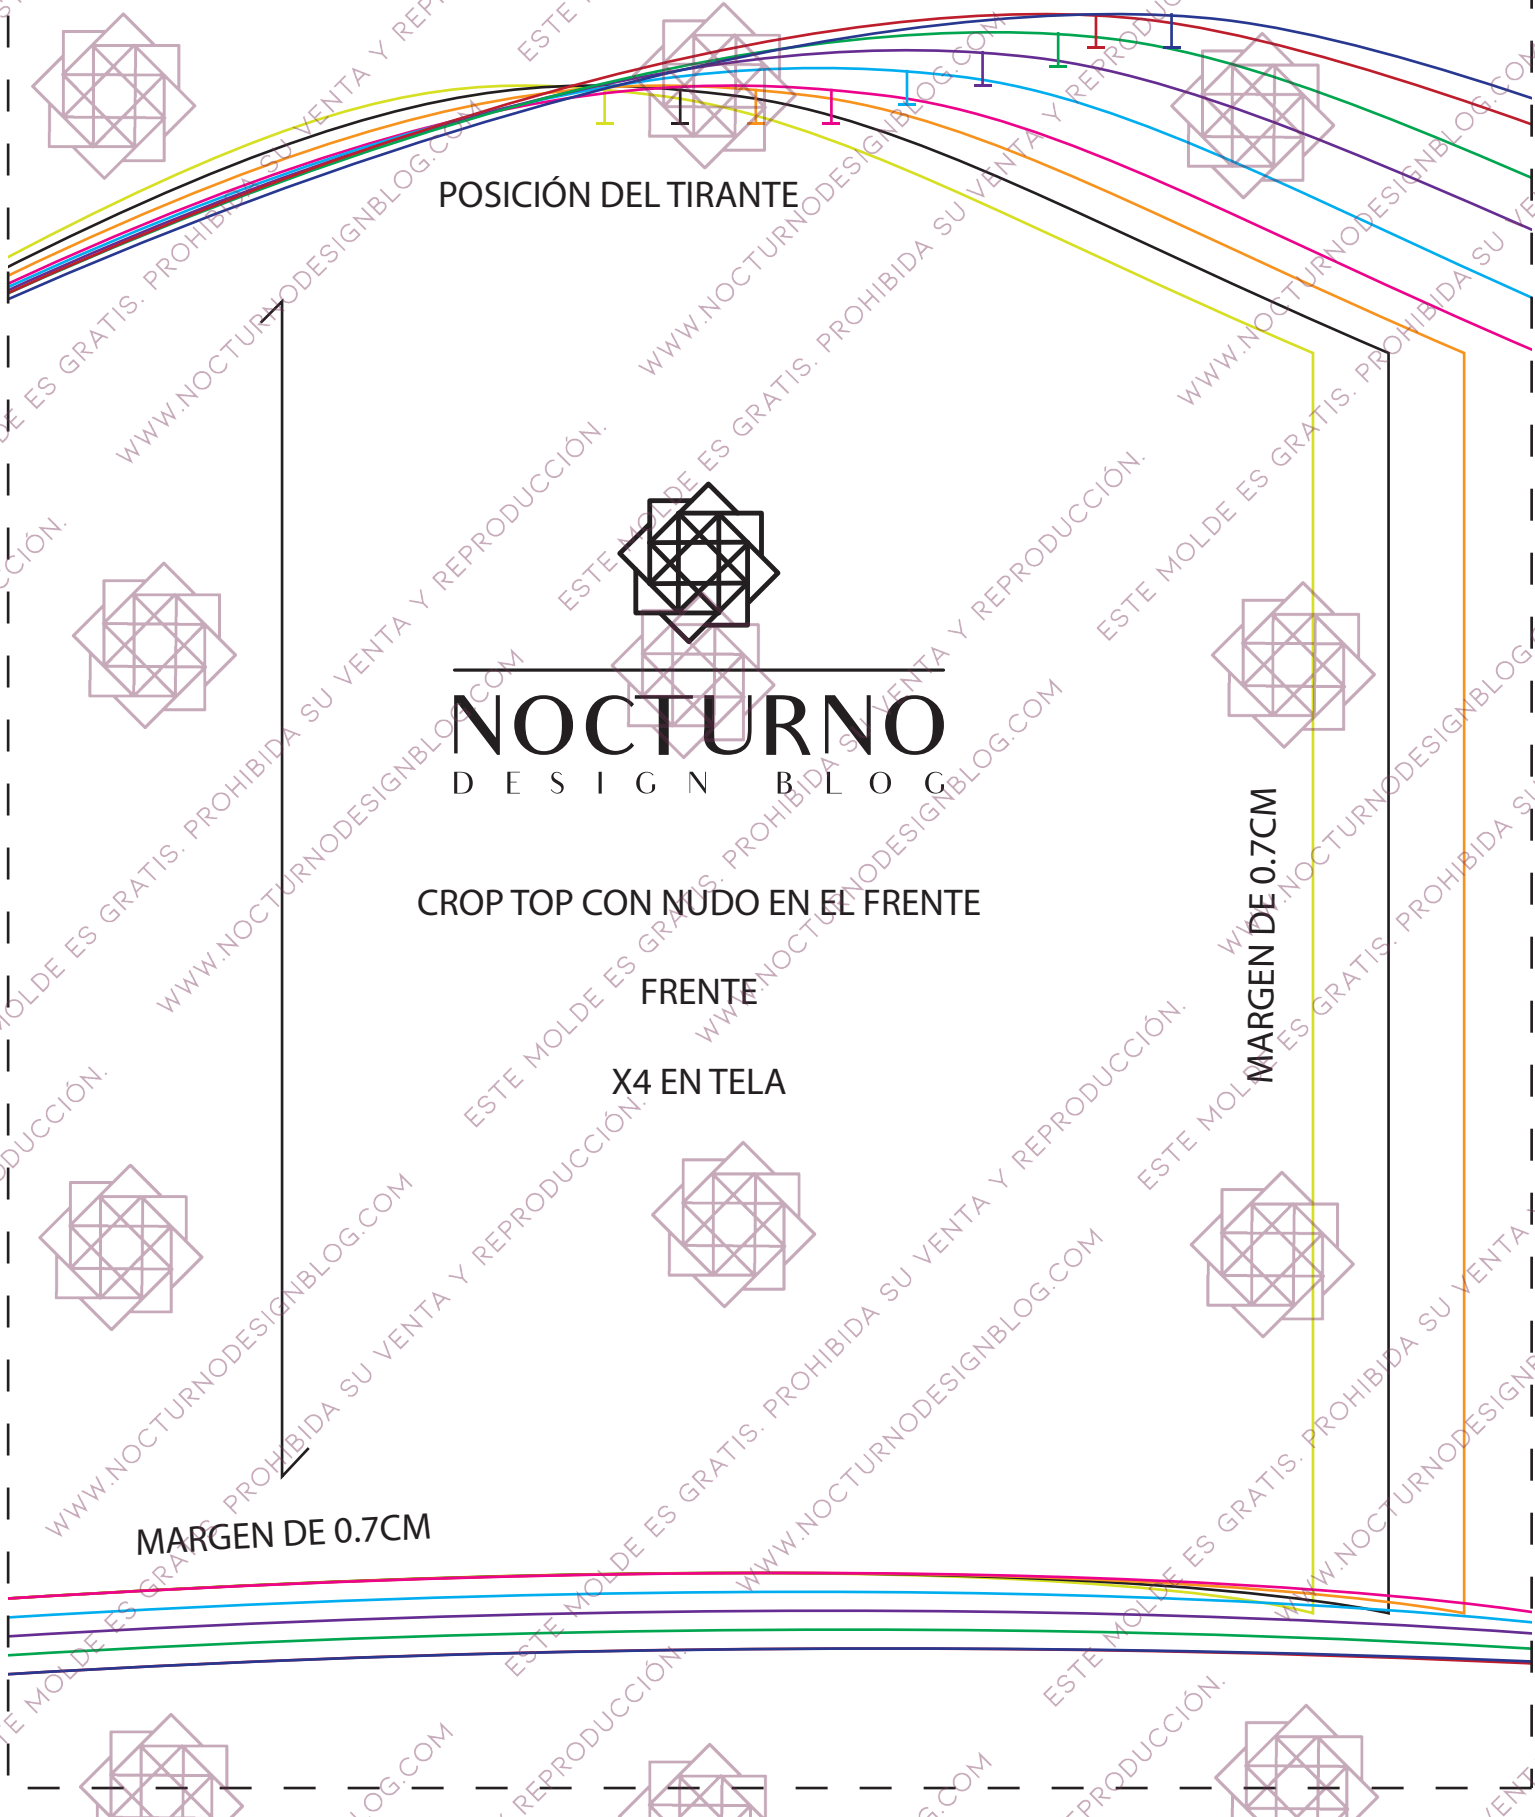 POSICIÓN DEL TIRANTE
NOCTURNO
DESIGN BLOG
CROP TOP CON NUDO EN EL FRENTE
FRENTE
X4 EN TELA
MARGEN DE 0.7CM
MARGEN DE 0.7CM
ESTE MOLDE ES GRATIS. PROHIBIDA SU VENTA Y REPRODUCCIÓN.
WWW.NOCTURNODESIGNBLOG.COM